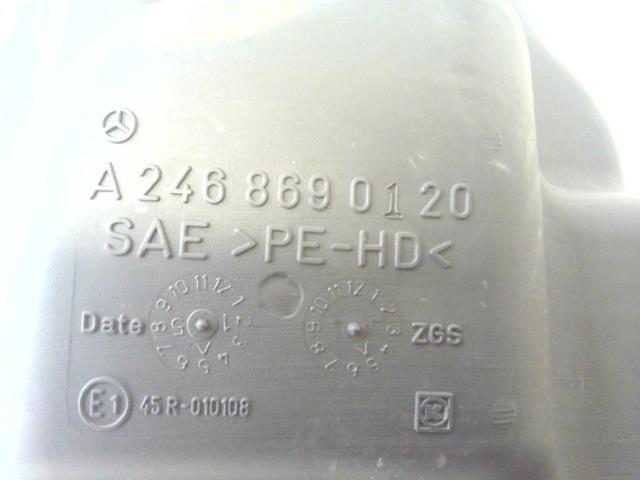 A 246 869 01 20
SAE >PE-HD<
Date
ZGS
E1 45 R-010108